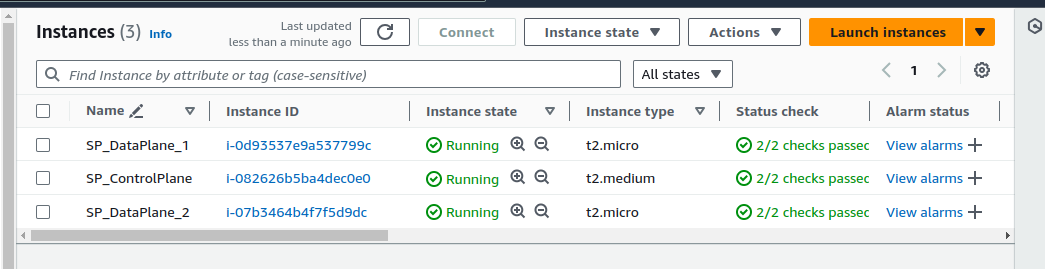 Instances (3) Info
Last updated
less than a minute ago
Connect
Instance state
Actions
Launch instances
Find Instance by attribute or tag (case-sensitive)
All states
1
Name Instance ID Instance state Instance type Status check Alarm status
SP_DataPlane_1 i-0d93537e9a537799c Running t2.micro 2/2 checks passec View alarms
SP_ControlPlane i-082626b5ba4dec0e0 Running t2.medium 2/2 checks passec View alarms
SP_DataPlane_2 i-07b3464b4f7f5d9dc Running t2.micro 2/2 checks passec View alarms